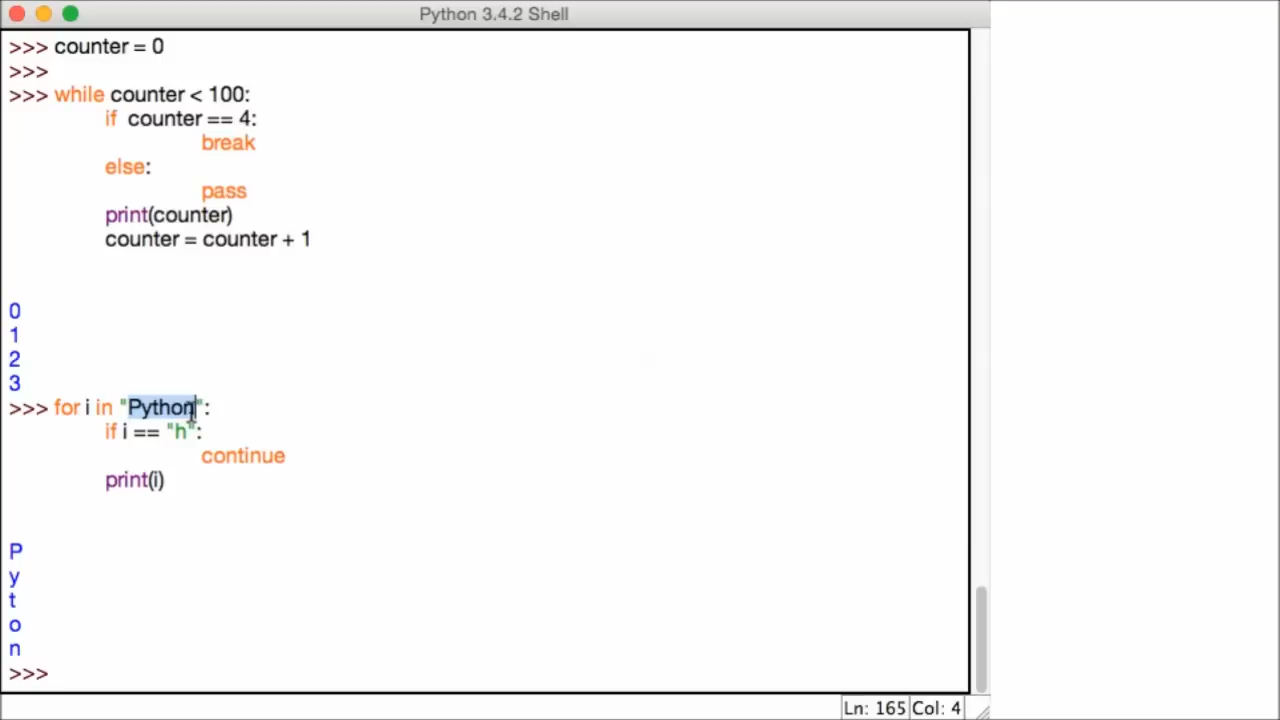 Python 3.4.2 Shell
>>> counter = 0
>>>
>>> while counter < 100:
if  counter == 4:
break
else:
pass
print(counter)
counter = counter + 1
0
1
2
3
>>> for i in "Python":
if i == "h":
continue
print(i)
P
y
t
o
n
>>>
Ln: 165 Col: 4